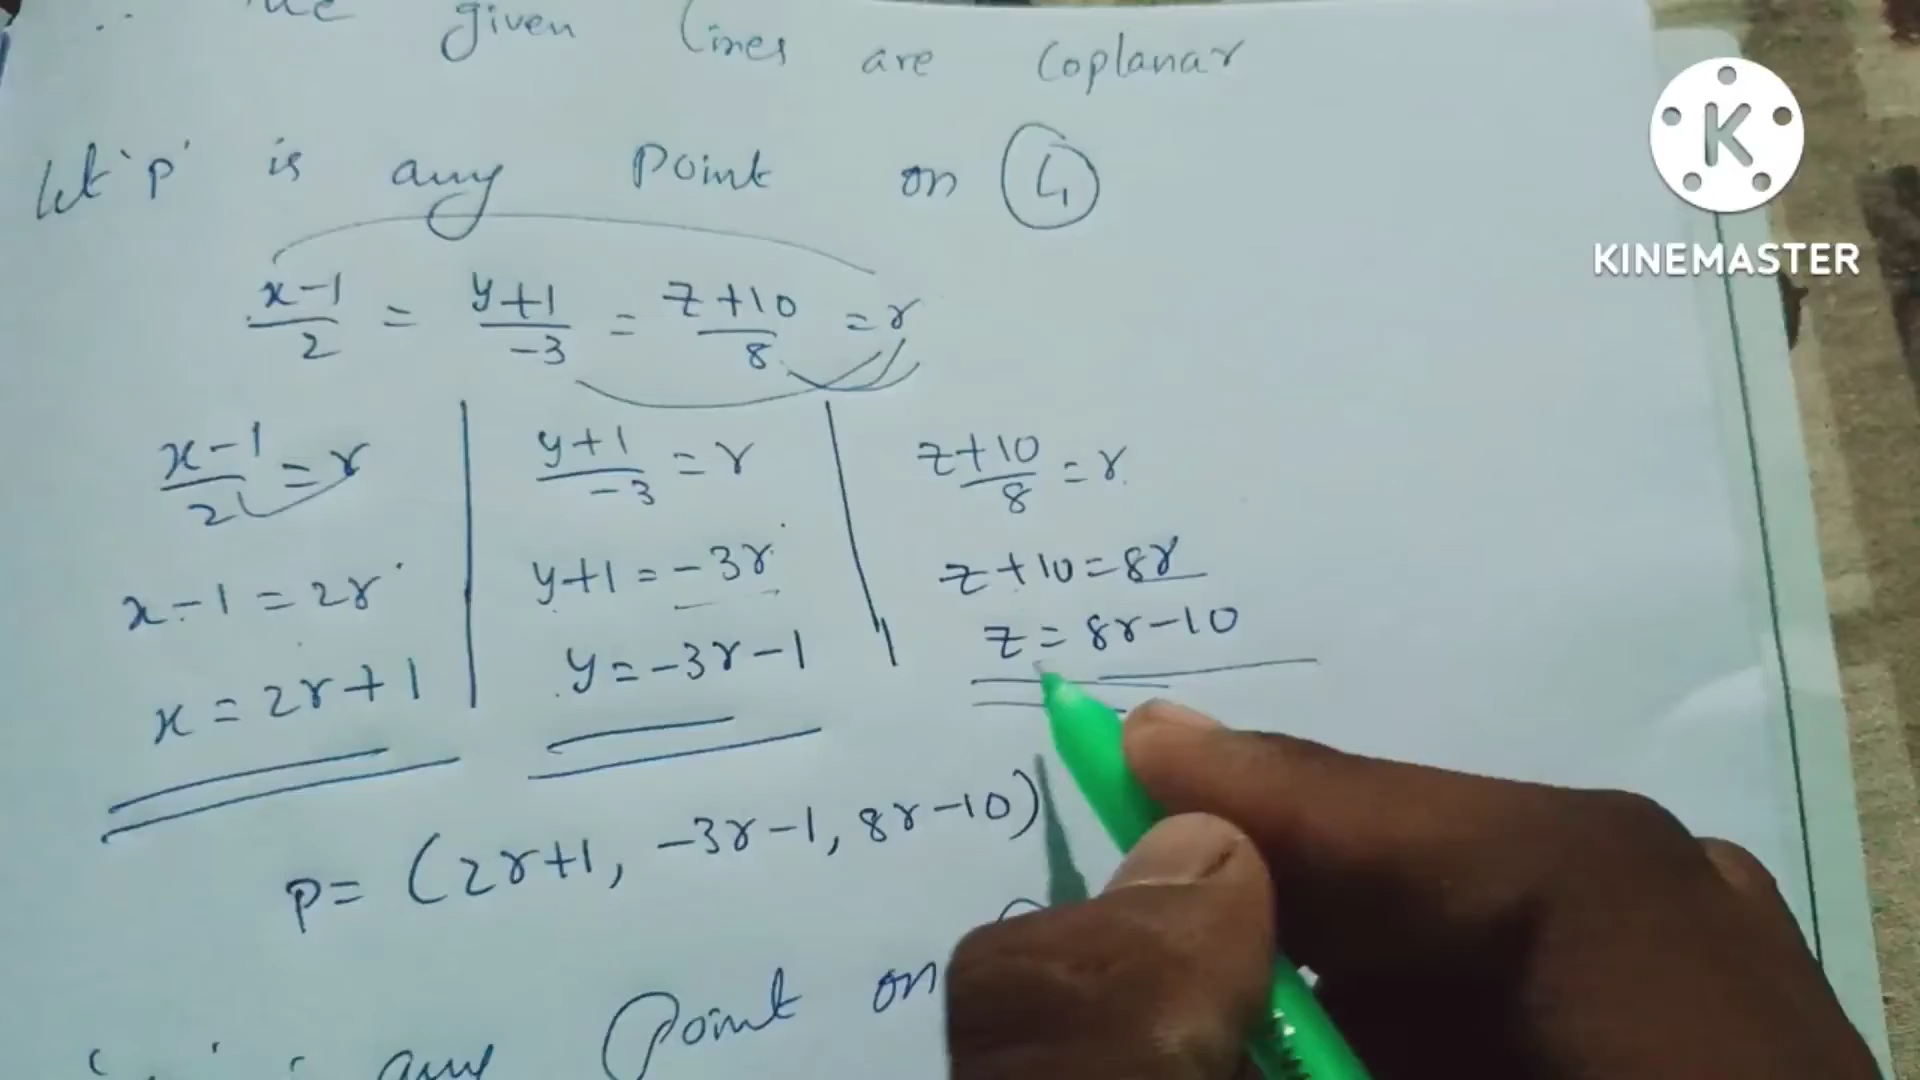 ∴ The given lines are coplanar
K
Let 'p' is any point on L1
KINEMASTER
x-1/2 = y+1/-3 = z+10/8 = r
x-1/2 = r y+1/-3 = r z+10/8 = r
x-1 = 2r y+1 = -3r z+10 = 8r
x = 2r+1 y = -3r-1 z = 8r-10
p = (2r+1, -3r-1, 8r-10)
any point on